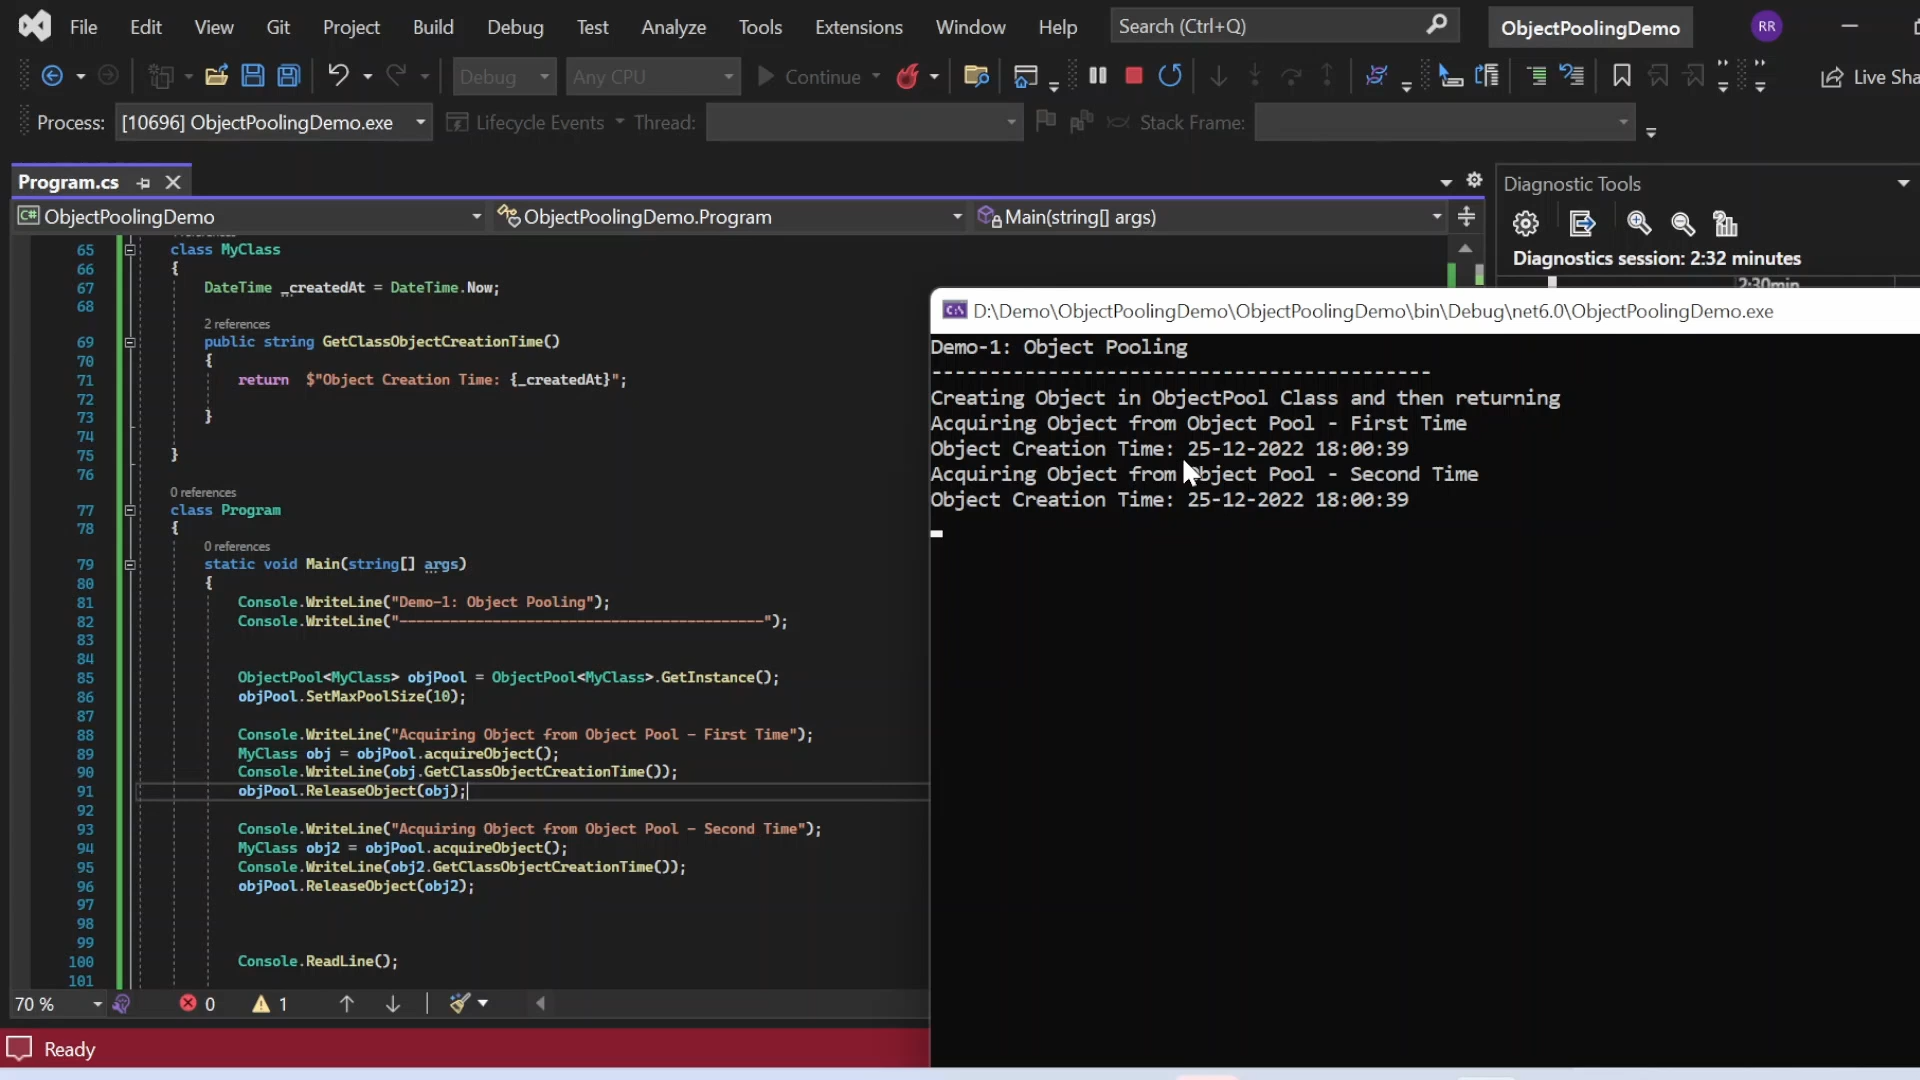 File Edit View Git Project Build Debug Test Analyze Tools Extensions Window Help Search (Ctrl+Q) ObjectPoolingDemo RR
Debug Any CPU Continue Live Sha
Process: [10696] ObjectPoolingDemo.exe Lifecycle Events Thread: Stack Frame:
Program.cs
C# ObjectPoolingDemo ObjectPoolingDemo.Program Main(string[] args)
65 class MyClass
66 {
67 DateTime _createdAt = DateTime.Now;
68
2 references
69 public string GetClassObjectCreationTime()
70 {
71 return $"Object Creation Time: {_createdAt}";
72
73 }
74
75 }
76
0 references
77 class Program
78 {
0 references
79 static void Main(string[] args)
80 {
81 Console.WriteLine("Demo-1: Object Pooling");
82 Console.WriteLine("-------------------------------------------");
83
84
85 ObjectPool<MyClass> objPool = ObjectPool<MyClass>.GetInstance();
86 objPool.SetMaxPoolSize(10);
87
88 Console.WriteLine("Acquiring Object from Object Pool - First Time");
89 MyClass obj = objPool.acquireObject();
90 Console.WriteLine(obj.GetClassObjectCreationTime());
91 objPool.ReleaseObject(obj);
92
93 Console.WriteLine("Acquiring Object from Object Pool - Second Time");
94 MyClass obj2 = objPool.acquireObject();
95 Console.WriteLine(obj2.GetClassObjectCreationTime());
96 objPool.ReleaseObject(obj2);
97
98
99
100 Console.ReadLine();
101
70 % 0 1
Ready
Diagnostic Tools
Diagnostics session: 2:32 minutes
2:30min
D:\Demo\ObjectPoolingDemo\ObjectPoolingDemo\bin\Debug\net6.0\ObjectPoolingDemo.exe
Demo-1: Object Pooling
-------------------------------------------
Creating Object in ObjectPool Class and then returning
Acquiring Object from Object Pool - First Time
Object Creation Time: 25-12-2022 18:00:39
Acquiring Object from Object Pool - Second Time
Object Creation Time: 25-12-2022 18:00:39